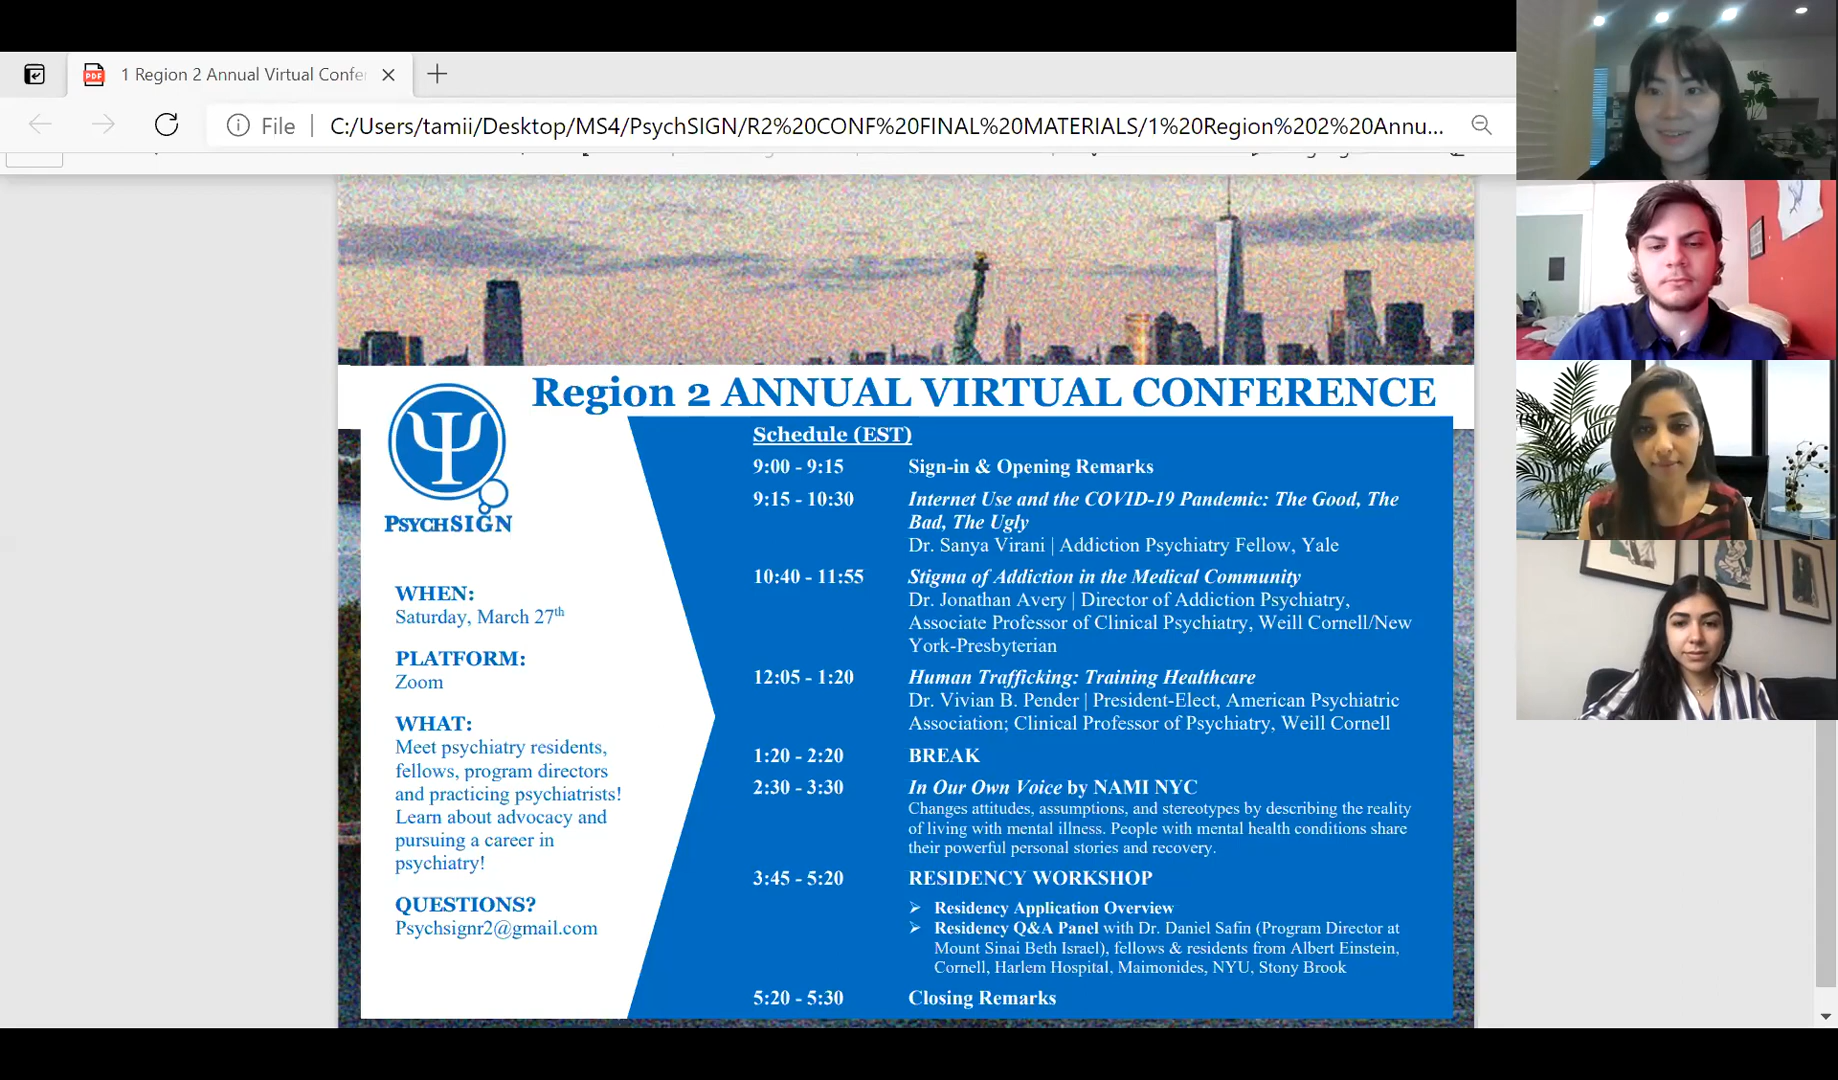 1 Region 2 Annual Virtual Confe
File
C:/Users/tamii/Desktop/MS4/PsychSIGN/R2%20CONF%20FINAL%20MATERIALS/1%20Region%202%20Annu...
Region 2 ANNUAL VIRTUAL CONFERENCE
PSYCHSIGN
WHEN:
Saturday, March 27th
PLATFORM:
Zoom
WHAT:
Meet psychiatry residents,
fellows, program directors
and practicing psychiatrists!
Learn about advocacy and
pursuing a career in
psychiatry!
QUESTIONS?
Psychsignr2@gmail.com
Schedule (EST)
9:00 - 9:15 Sign-in & Opening Remarks
9:15 - 10:30 Internet Use and the COVID-19 Pandemic: The Good, The
Bad, The Ugly
Dr. Sanya Virani | Addiction Psychiatry Fellow, Yale
10:40 - 11:55 Stigma of Addiction in the Medical Community
Dr. Jonathan Avery | Director of Addiction Psychiatry,
Associate Professor of Clinical Psychiatry, Weill Cornell/New
York-Presbyterian
12:05 - 1:20 Human Trafficking: Training Healthcare
Dr. Vivian B. Pender | President-Elect, American Psychiatric
Association; Clinical Professor of Psychiatry, Weill Cornell
1:20 - 2:20 BREAK
2:30 - 3:30 In Our Own Voice by NAMI NYC
Changes attitudes, assumptions, and stereotypes by describing the reality
of living with mental illness. People with mental health conditions share
their powerful personal stories and recovery.
3:45 - 5:20 RESIDENCY WORKSHOP
➢ Residency Application Overview
➢ Residency Q&A Panel with Dr. Daniel Safin (Program Director at
Mount Sinai Beth Israel), fellows & residents from Albert Einstein,
Cornell, Harlem Hospital, Maimonides, NYU, Stony Brook
5:20 - 5:30 Closing Remarks